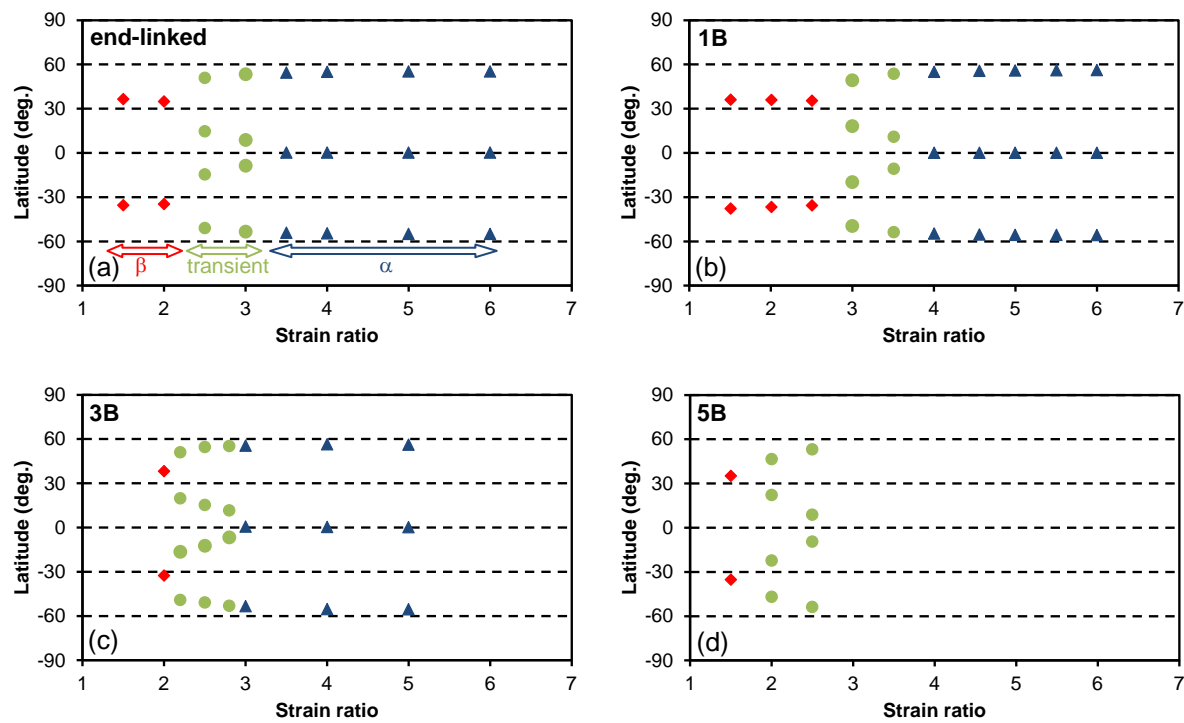 end-linked
90
60
30
0
-30
-60
-90
Latitude (deg.)
β
transient
α
(a)
1 2 3 4 5 6 7
Strain ratio
1B
90
60
30
0
-30
-60
-90
Latitude (deg.)
(b)
1 2 3 4 5 6 7
Strain ratio
3B
90
60
30
0
-30
-60
-90
Latitude (deg.)
(c)
1 2 3 4 5 6 7
Strain ratio
5B
90
60
30
0
-30
-60
-90
Latitude (deg.)
(d)
1 2 3 4 5 6 7
Strain ratio